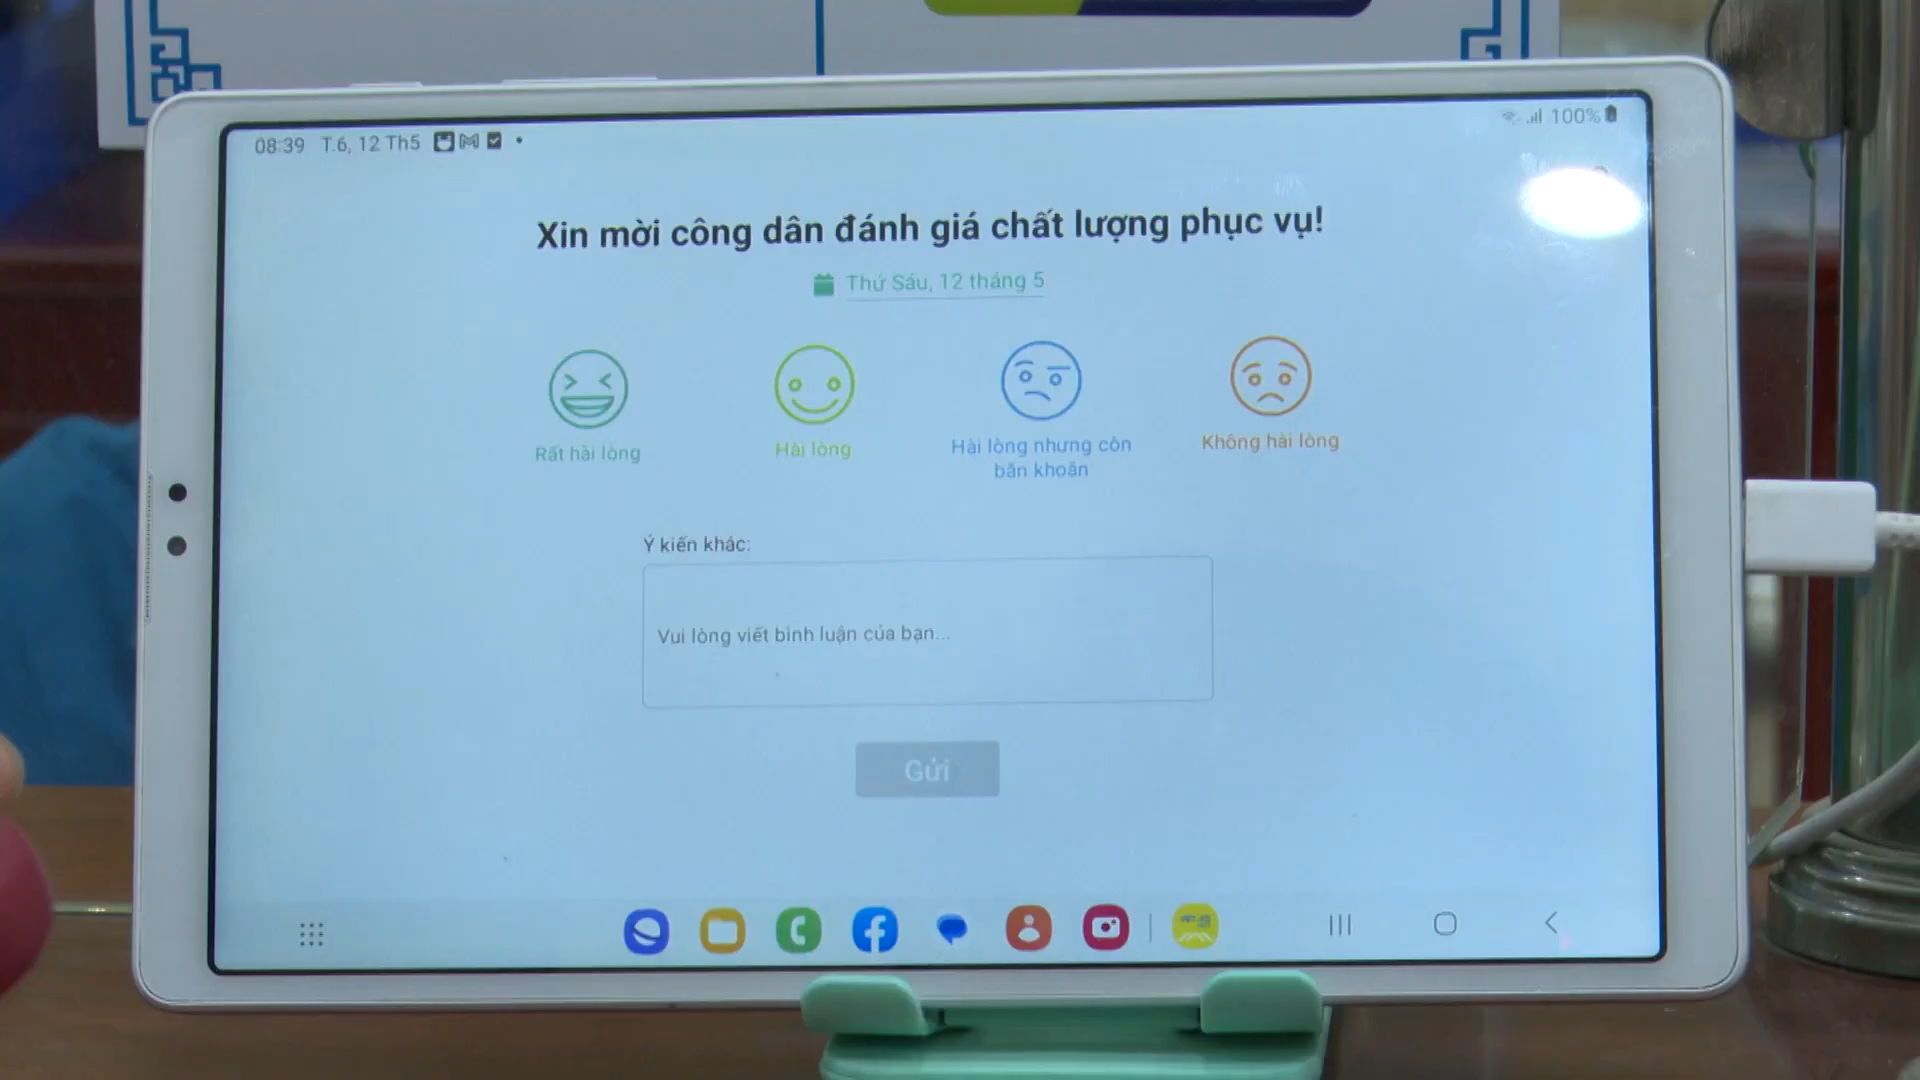 08:39 T.6, 12 Th5
100%
Xin mời công dân đánh giá chất lượng phục vụ!
Thứ Sáu, 12 tháng 5
Rất hài lòng
Hài lòng
Hài lòng nhưng còn
băn khoăn
Không hài lòng
Ý kiến khác:
Vui lòng viết bình luận của bạn...
Gửi